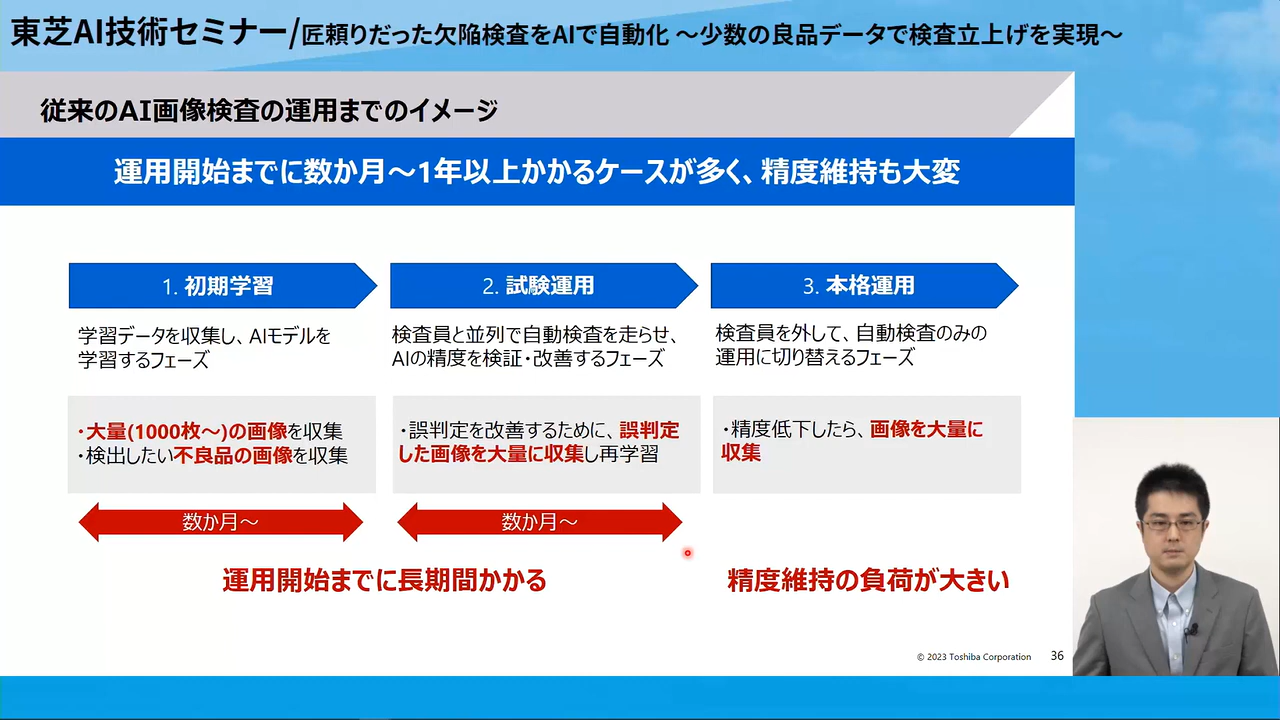 東芝AI技術セミナー/匠頼りだった欠陥検査をAIで自動化 ～少数の良品データで検査立上げを実現～
従来のAI画像検査の運用までのイメージ
運用開始までに数か月～1年以上かかるケースが多く、精度維持も大変
1. 初期学習
学習データを収集し、AIモデルを
学習するフェーズ
・大量(1000枚～)の画像を収集
・検出したい不良品の画像を収集
数か月～
2. 試験運用
検査員と並列で自動検査を走らせ、
AIの精度を検証・改善するフェーズ
・誤判定を改善するために、誤判定
した画像を大量に収集し再学習
数か月～
運用開始までに長期間かかる
3. 本格運用
検査員を外して、自動検査のみの
運用に切り替えるフェーズ
・精度低下したら、画像を大量に
収集
精度維持の負荷が大きい
© 2023 Toshiba Corporation 36